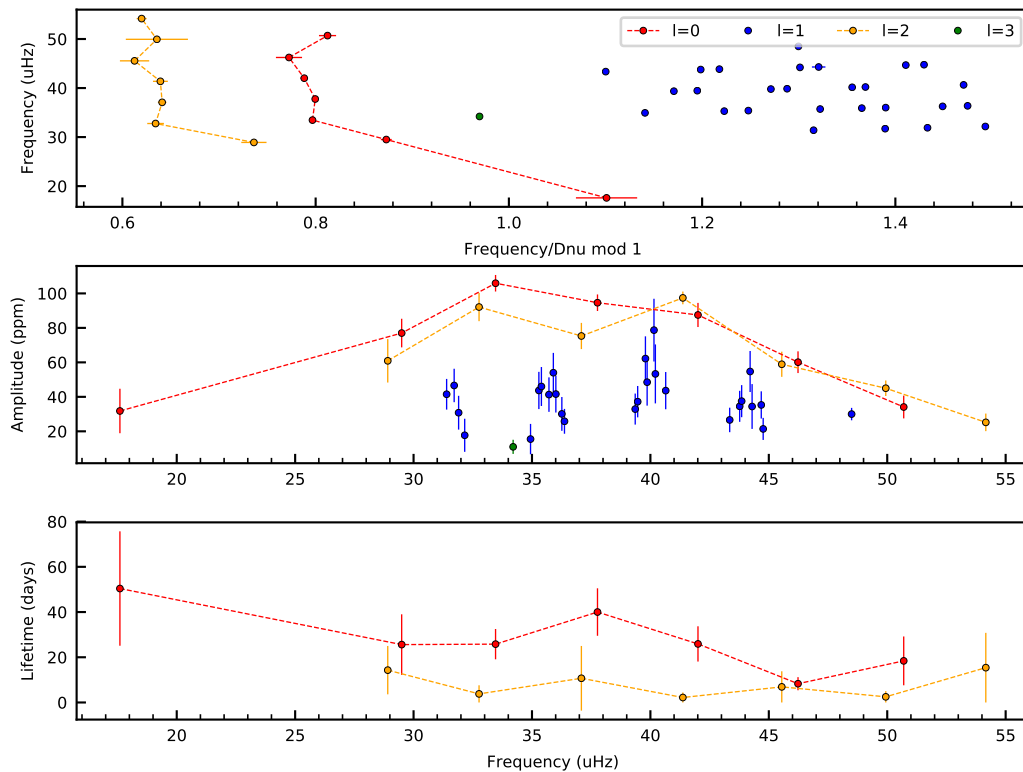 l=0 l=1 l=2 l=3
Frequency (uHz)
50
40
30
20
0.6 0.8 1.0 1.2 1.4
Frequency/Dnu mod 1
Amplitude (ppm)
100
80
60
40
20
20 25 30 35 40 45 50 55
Lifetime (days)
80
60
40
20
0
20 25 30 35 40 45 50 55
Frequency (uHz)